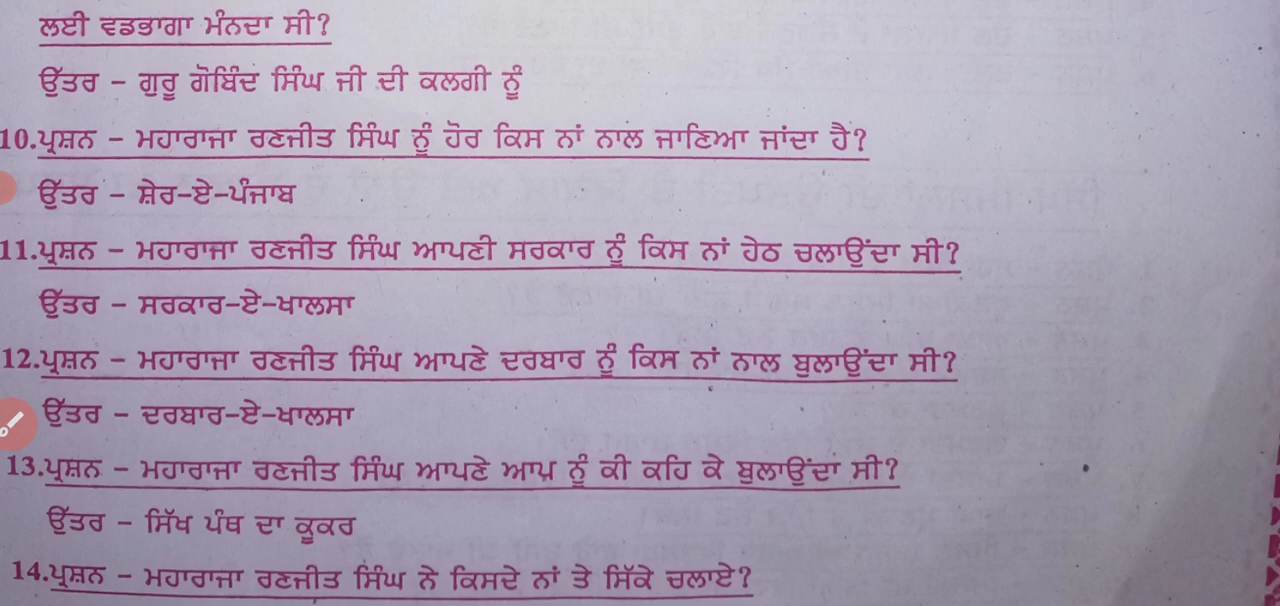 ਲਈ ਵਡਭਾਗਾ ਮੰਨਦਾ ਸੀ?
ਉੱਤਰ – ਗੁਰੂ ਗੋਬਿੰਦ ਸਿੰਘ ਜੀ ਦੀ ਕਲਗੀ ਨੂੰ
10.ਪ੍ਰਸ਼ਨ – ਮਹਾਰਾਜਾ ਰਣਜੀਤ ਸਿੰਘ ਨੂੰ ਹੋਰ ਕਿਸ ਨਾਂ ਨਾਲ ਜਾਣਿਆ ਜਾਂਦਾ ਹੈ?
ਉੱਤਰ – ਸ਼ੇਰ-ਏ-ਪੰਜਾਬ
11.ਪ੍ਰਸ਼ਨ – ਮਹਾਰਾਜਾ ਰਣਜੀਤ ਸਿੰਘ ਆਪਣੀ ਸਰਕਾਰ ਨੂੰ ਕਿਸ ਨਾਂ ਹੇਠ ਚਲਾਉਂਦਾ ਸੀ?
ਉੱਤਰ – ਸਰਕਾਰ-ਏ-ਖਾਲਸਾ
12.ਪ੍ਰਸ਼ਨ – ਮਹਾਰਾਜਾ ਰਣਜੀਤ ਸਿੰਘ ਆਪਣੇ ਦਰਬਾਰ ਨੂੰ ਕਿਸ ਨਾਂ ਨਾਲ ਬੁਲਾਉਂਦਾ ਸੀ?
ਉੱਤਰ – ਦਰਬਾਰ-ਏ-ਖਾਲਸਾ
13.ਪ੍ਰਸ਼ਨ – ਮਹਾਰਾਜਾ ਰਣਜੀਤ ਸਿੰਘ ਆਪਣੇ ਆਪ ਨੂੰ ਕੀ ਕਹਿ ਕੇ ਬੁਲਾਉਂਦਾ ਸੀ?
ਉੱਤਰ – ਸਿੱਖ ਪੰਥ ਦਾ ਕੂਕਰ
14.ਪ੍ਰਸ਼ਨ – ਮਹਾਰਾਜਾ ਰਣਜੀਤ ਸਿੰਘ ਨੇ ਕਿਸਦੇ ਨਾਂ ਤੇ ਸਿੱਕੇ ਚਲਾਏ?